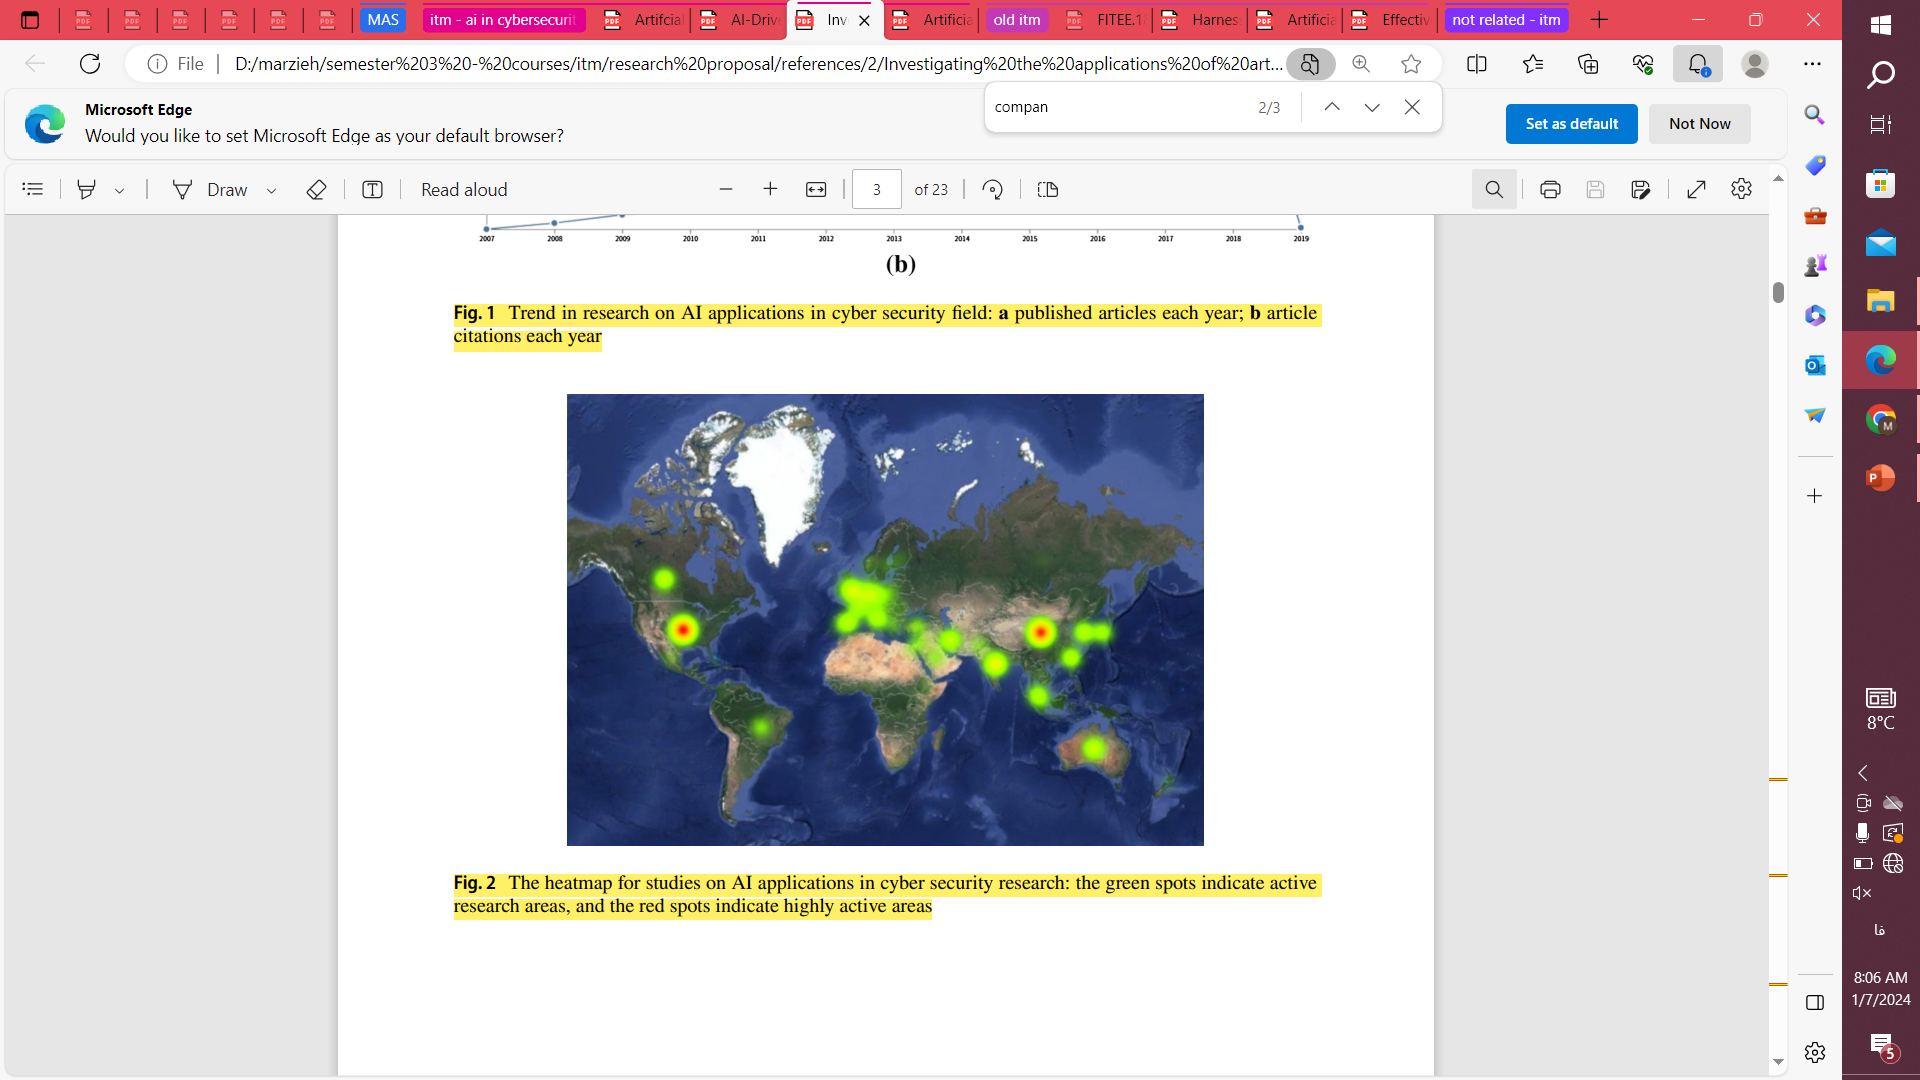 MAS
itm - ai in cybersecurit
Artifcial
AI-Drive
Inv
Artificia
old itm
FITEE.1
Harnes
Artificia
Effectiv
not related - itm
File
D:/marzieh/semester%203%20-%20courses/itm/research%20proposal/references/2/Investigating%20the%20applications%20of%20art...
Microsoft Edge
Would you like to set Microsoft Edge as your default browser?
compan
2/3
Set as default
Not Now
Draw
Read aloud
3
of 23
2007 2008 2009 2010 2011 2012 2013 2014 2015 2016 2017 2018 2019
(b)
Fig. 1 Trend in research on AI applications in cyber security field: a published articles each year; b article
citations each year
Fig. 2 The heatmap for studies on AI applications in cyber security research: the green spots indicate active
research areas, and the red spots indicate highly active areas
8°C
فا
8:06 AM
1/7/2024
5